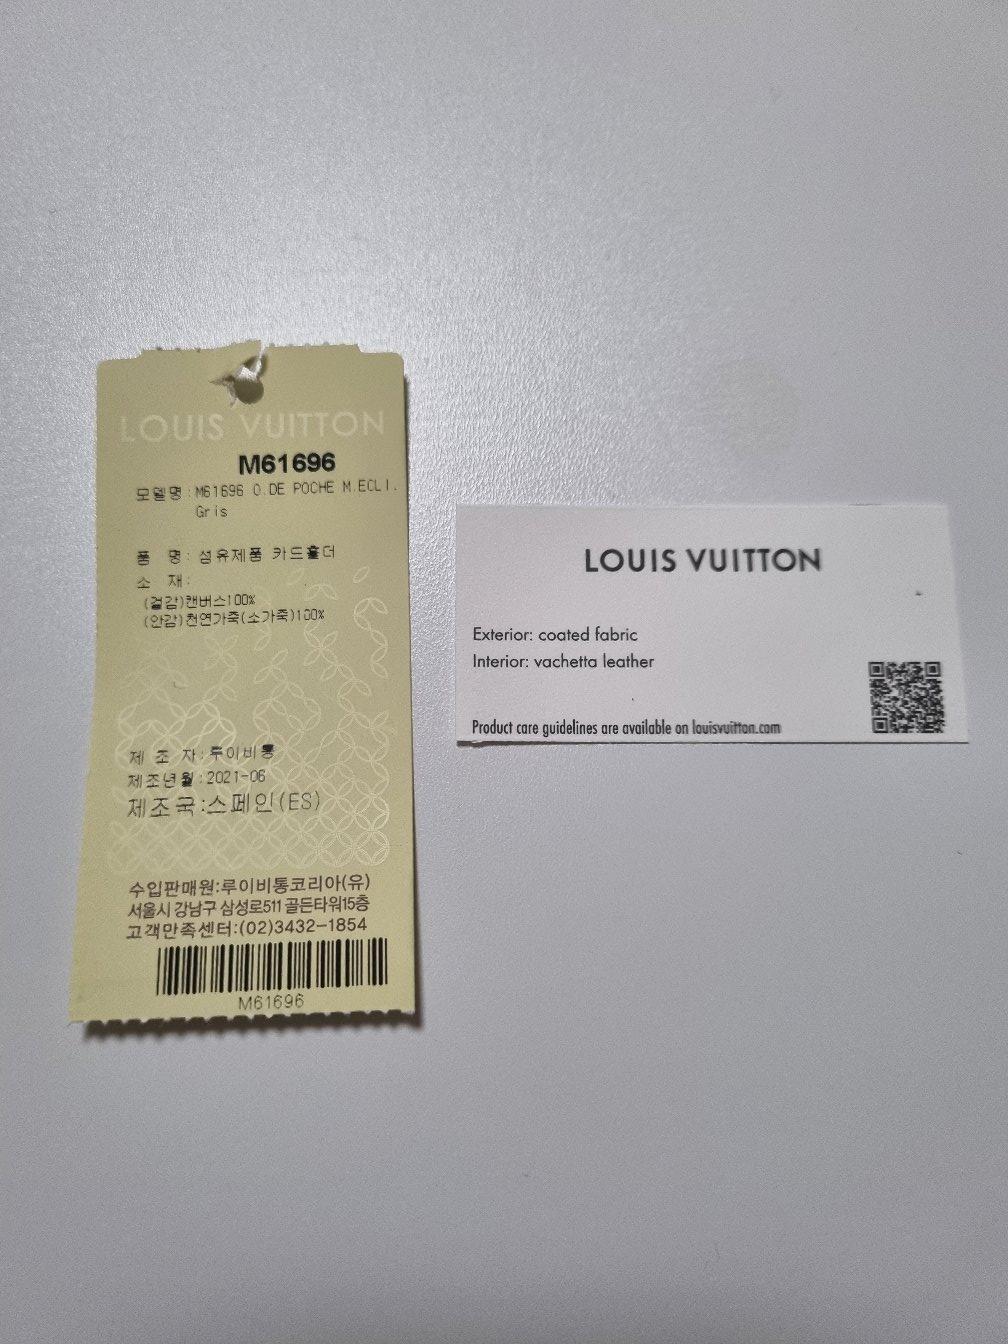 LOUIS VUITTON
M61696
모델명:M61696 O.DE POCHE M.ECLI.
Gris
품 명: 섬유제품 카드홀더
소 재:
(겉감)캔버스100%
(안감)천연가죽(소가죽)100%
제 조 자:루이비통
제조년월:2021-06
제조국:스페인(ES)
수입판매원:루이비통코리아(유)
서울시 강남구 삼성로511 골든타워15층
고객만족센터:(02)3432-1854
M61696
LOUIS VUITTON
Exterior: coated fabric
Interior: vachetta leather
Product care guidelines are available on louisvuitton.com